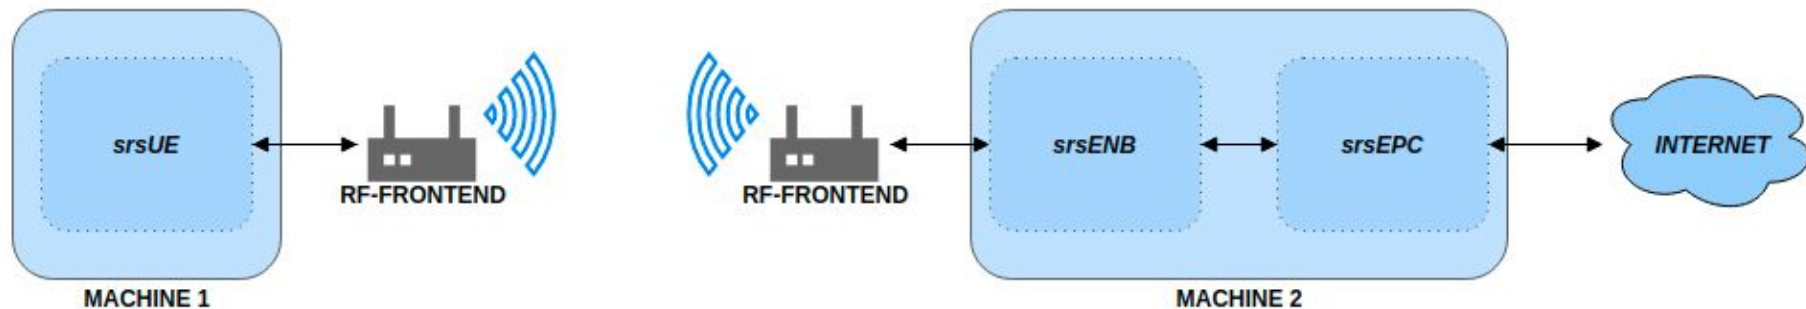 srsUE
RF-FRONTEND
MACHINE 1
RF-FRONTEND
srsENB
srsEPC
MACHINE 2
INTERNET